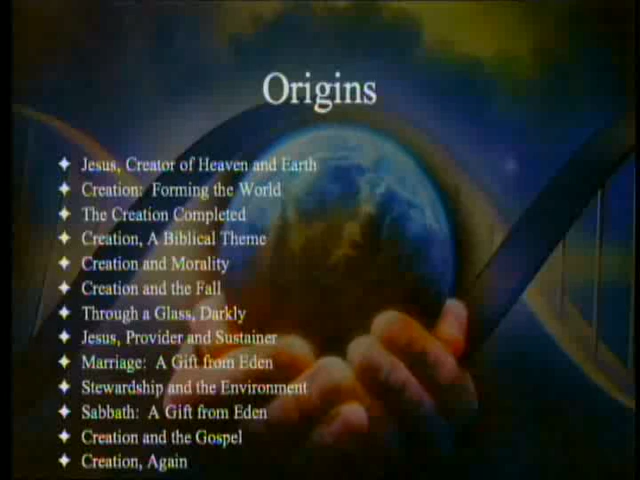 Origins
Jesus, Creator of Heaven and Earth
Creation: Forming the World
The Creation Completed
Creation, A Biblical Theme
Creation and Morality
Creation and the Fall
Through a Glass, Darkly
Jesus, Provider and Sustainer
Marriage: A Gift from Eden
Stewardship and the Environment
Sabbath: A Gift from Eden
Creation and the Gospel
Creation, Again